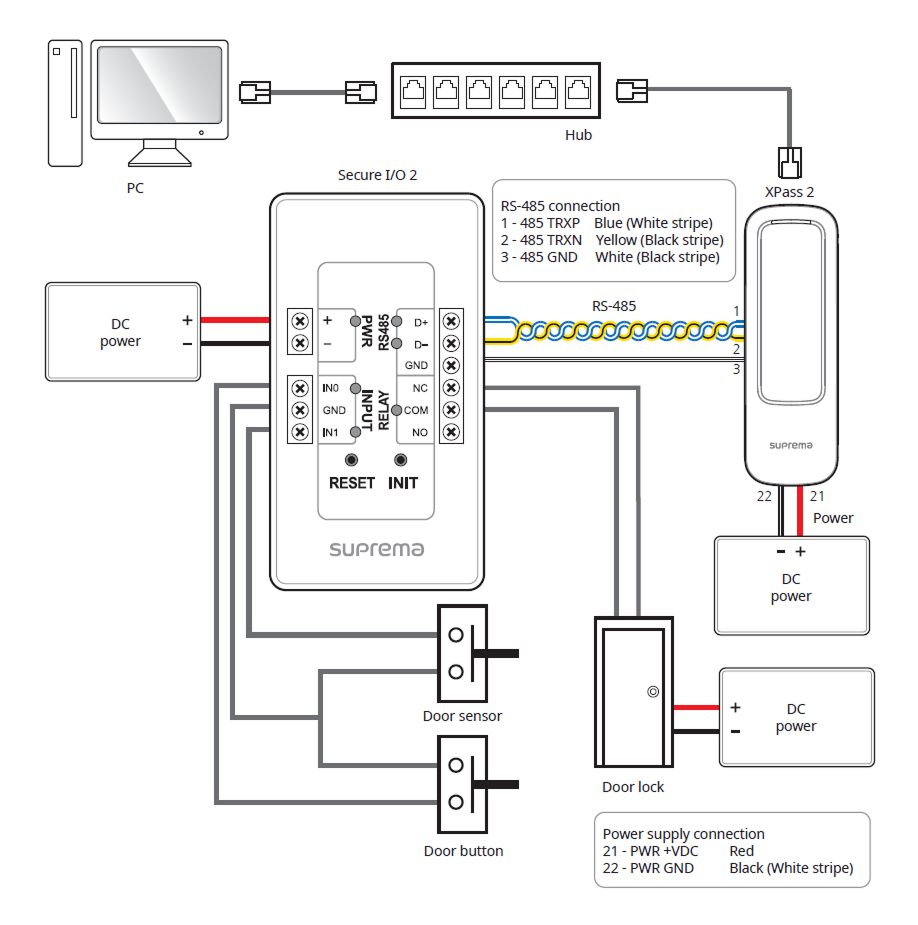 PC
Hub
Secure I/O 2
XPass 2
RS-485 connection
1 - 485 TRXP Blue (White stripe)
2 - 485 TRXN Yellow (Black stripe)
3 - 485 GND White (Black stripe)
RS-485
1
2
3
DC
power
+
−
+
−
PWR
RS485
D+
D−
GND
IN0
GND
IN1
INPUT
RELAY
NC
COM
NO
RESET INIT
suprema
suprema
22 21
Power
− +
DC
power
Door sensor
Door button
Door lock
+
−
DC
power
Power supply connection
21 - PWR +VDC Red
22 - PWR GND Black (White stripe)